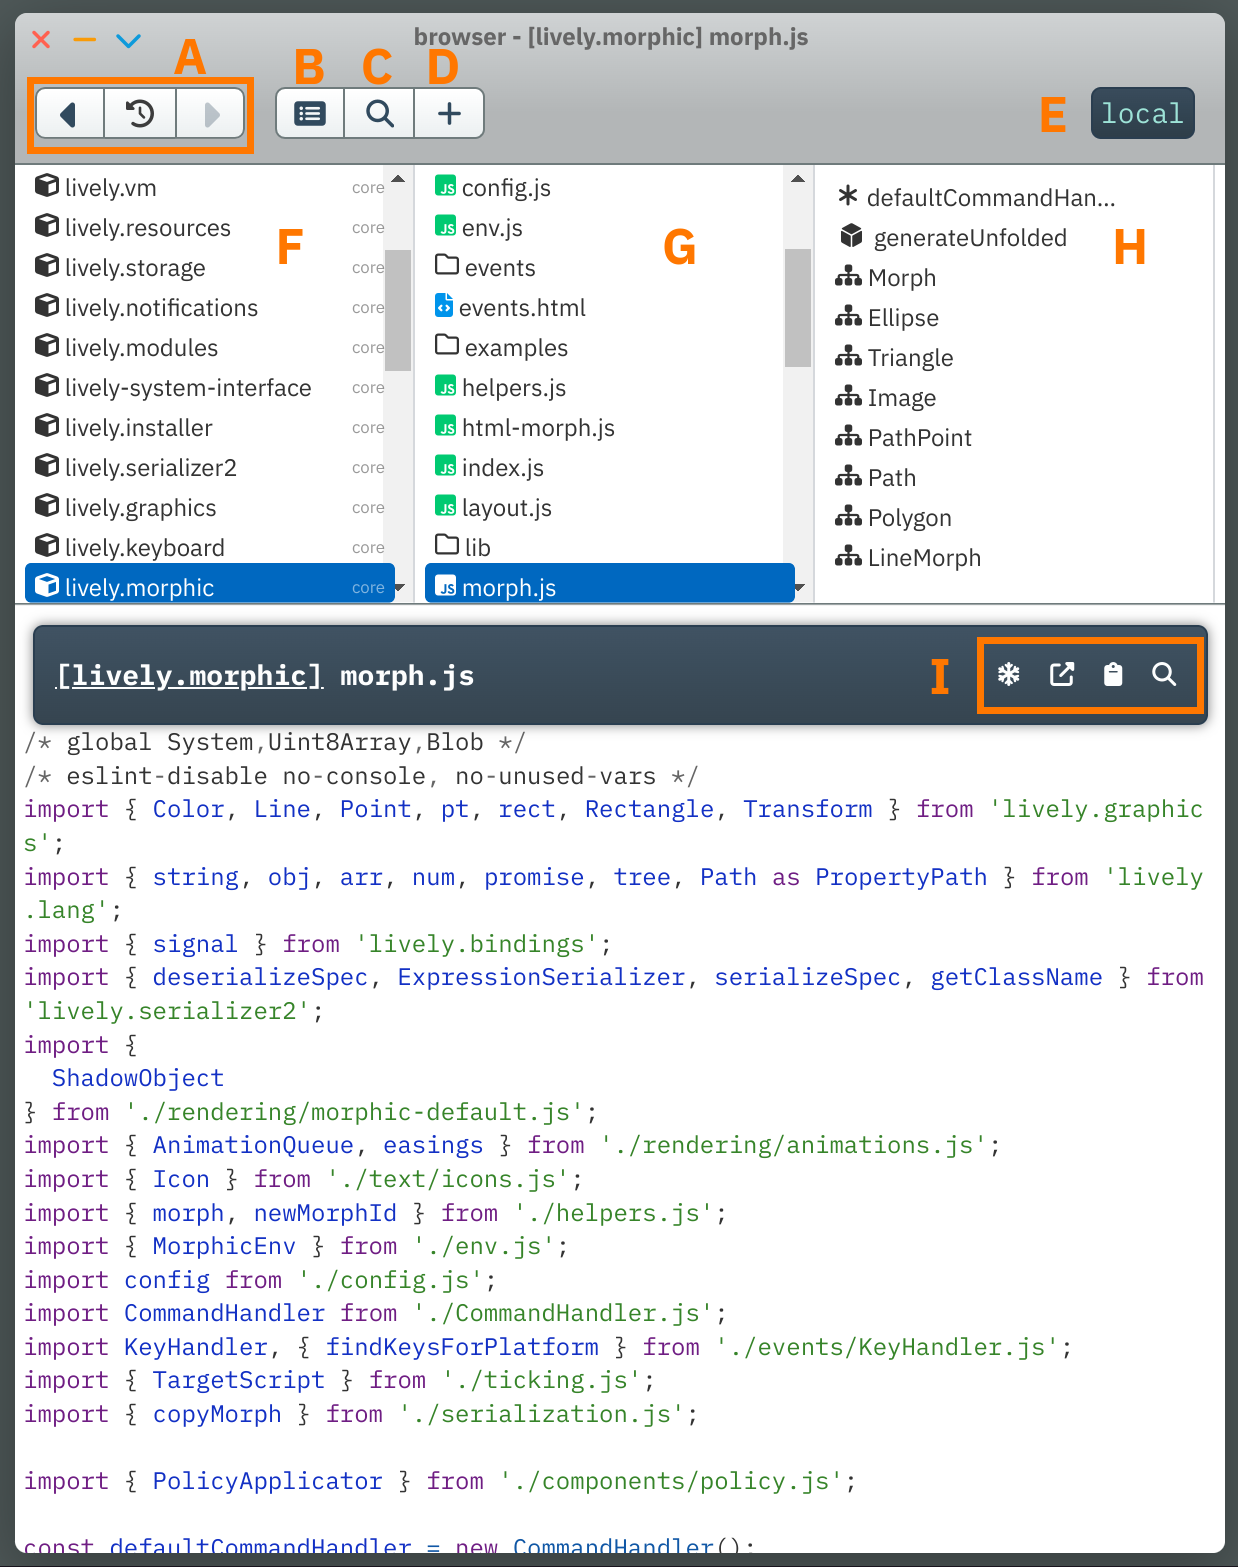 browser - [lively.morphic] morph.js
A
B
C
D
E
local
lively.vm core
lively.resources core
lively.storage core
lively.notifications core
lively.modules core
lively-system-interface core
lively.installer core
lively.serializer2 core
lively.graphics core
lively.keyboard core
lively.morphic core
F
JS config.js
JS env.js
events
events.html
examples
JS helpers.js
JS html-morph.js
JS index.js
JS layout.js
lib
JS morph.js
G
defaultCommandHan...
generateUnfolded
Morph
Ellipse
Triangle
Image
PathPoint
Path
Polygon
LineMorph
H
[lively.morphic] morph.js
I
/* global System,Uint8Array,Blob */
/* eslint-disable no-console, no-unused-vars */
import { Color, Line, Point, pt, rect, Rectangle, Transform } from 'lively.graphic
s';
import { string, obj, arr, num, promise, tree, Path as PropertyPath } from 'lively
.lang';
import { signal } from 'lively.bindings';
import { deserializeSpec, ExpressionSerializer, serializeSpec, getClassName } from
'lively.serializer2';
import {
  ShadowObject
} from './rendering/morphic-default.js';
import { AnimationQueue, easings } from './rendering/animations.js';
import { Icon } from './text/icons.js';
import { morph, newMorphId } from './helpers.js';
import { MorphicEnv } from './env.js';
import config from './config.js';
import CommandHandler from './CommandHandler.js';
import KeyHandler, { findKeysForPlatform } from './events/KeyHandler.js';
import { TargetScript } from './ticking.js';
import { copyMorph } from './serialization.js';
import { PolicyApplicator } from './components/policy.js';
const defaultCommandHandler = new CommandHandler();